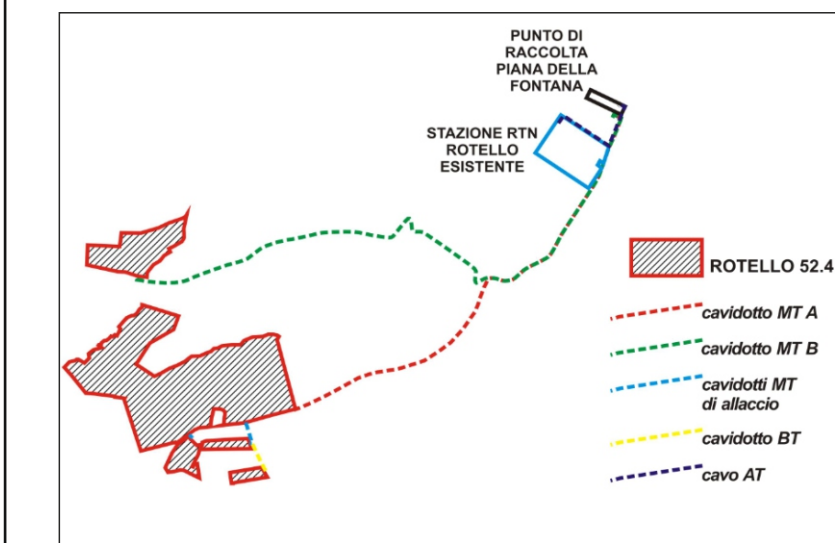 PUNTO DI
RACCOLTA
PIANA DELLA
FONTANA
STAZIONE RTN
ROTELLO
ESISTENTE
ROTELLO 52.4
cavidotto MT A
cavidotto MT B
cavidotti MT
di allaccio
cavidotto BT
cavo AT